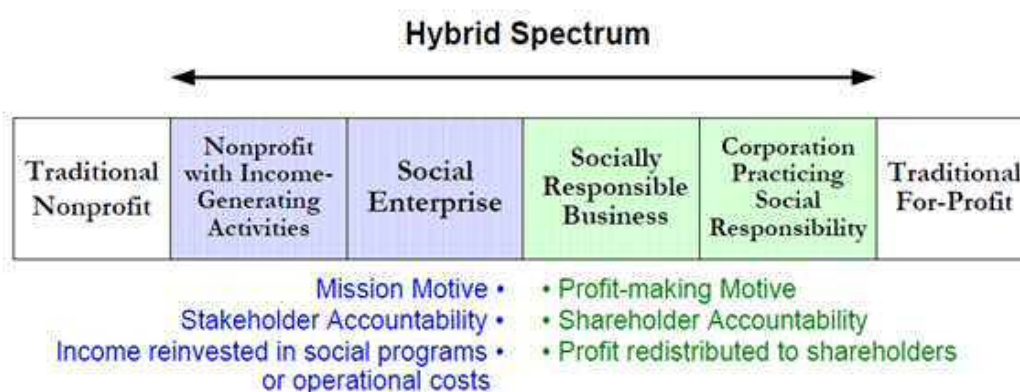 Hybrid Spectrum
Traditional
Nonprofit
Nonprofit
with Income-
Generating
Activities
Social
Enterprise
Socially
Responsible
Business
Corporation
Practicing
Social
Responsibility
Traditional
For-Profit
Mission Motive •
Stakeholder Accountability •
Income reinvested in social programs •
or operational costs
• Profit-making Motive
• Shareholder Accountability
• Profit redistributed to shareholders